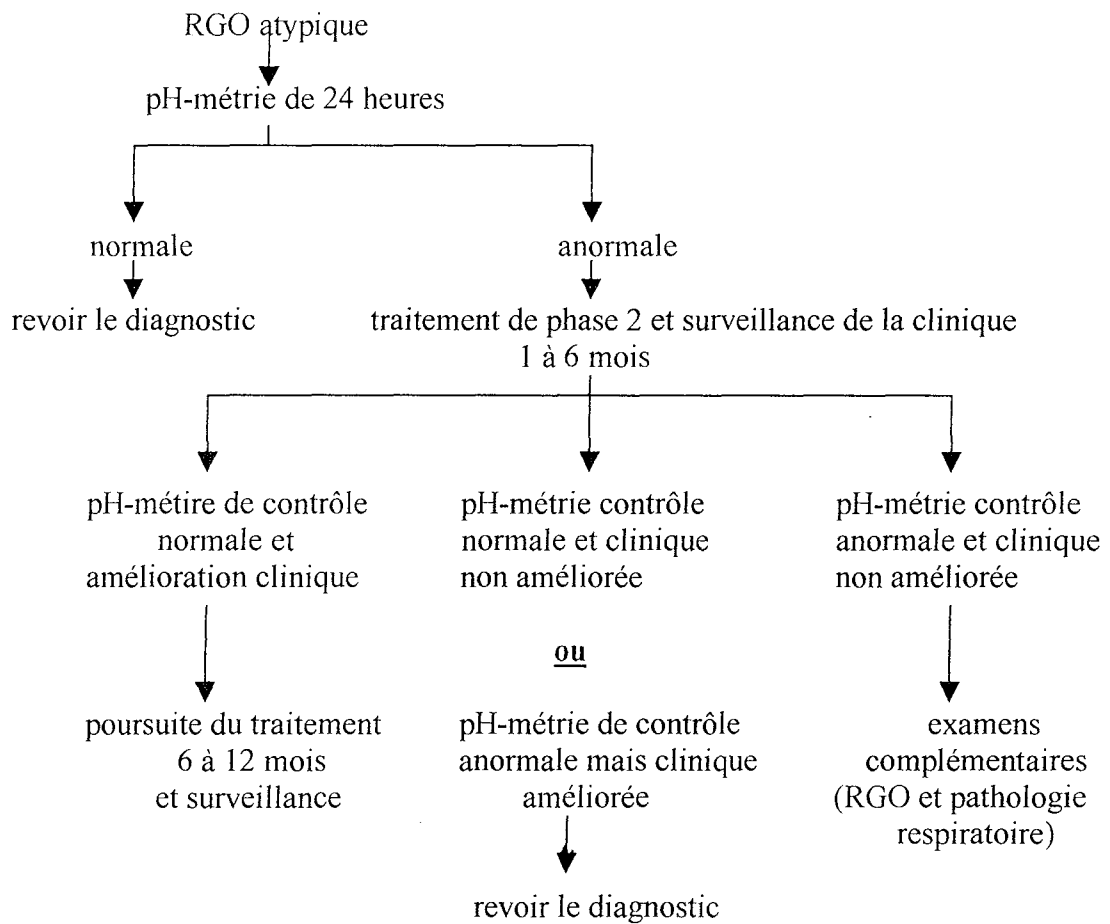 RGO atypique
pH-métrie de 24 heures
normale
anormale
revoir le diagnostic
traitement de phase 2 et surveillance de la clinique
1 à 6 mois
pH-métire de contrôle
normale et
amélioration clinique
pH-métrie contrôle
normale et clinique
non améliorée
pH-métrie contrôle
anormale et clinique
non améliorée
ou
poursuite du traitement
6 à 12 mois
et surveillance
pH-métrie de contrôle
anormale mais clinique
améliorée
examens
complémentaires
(RGO et pathologie
respiratoire)
revoir le diagnostic